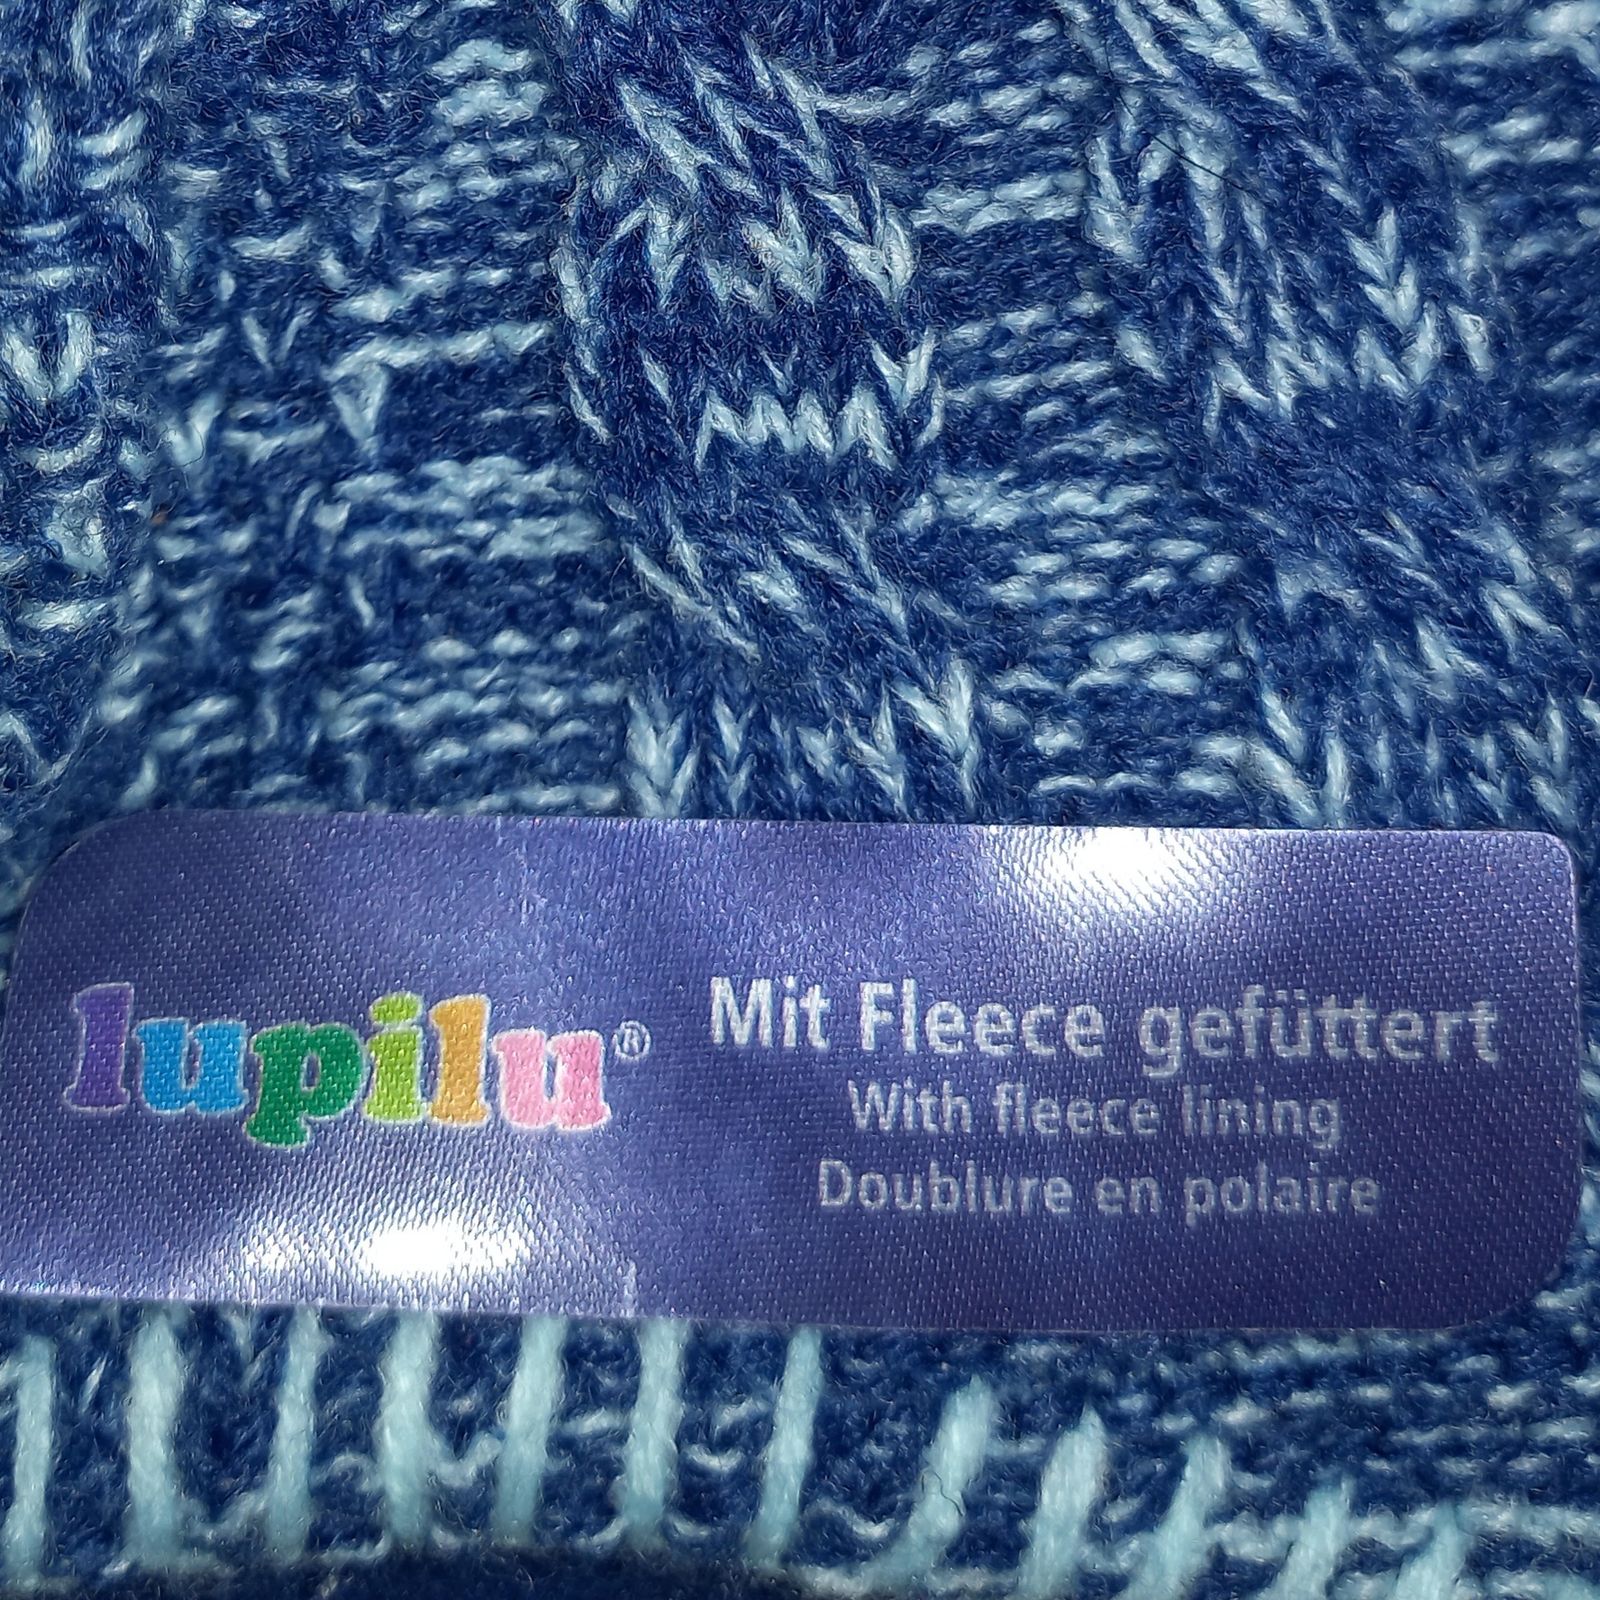 lupilu®
Mit Fleece gefüttert
With fleece lining
Doublure en polaire